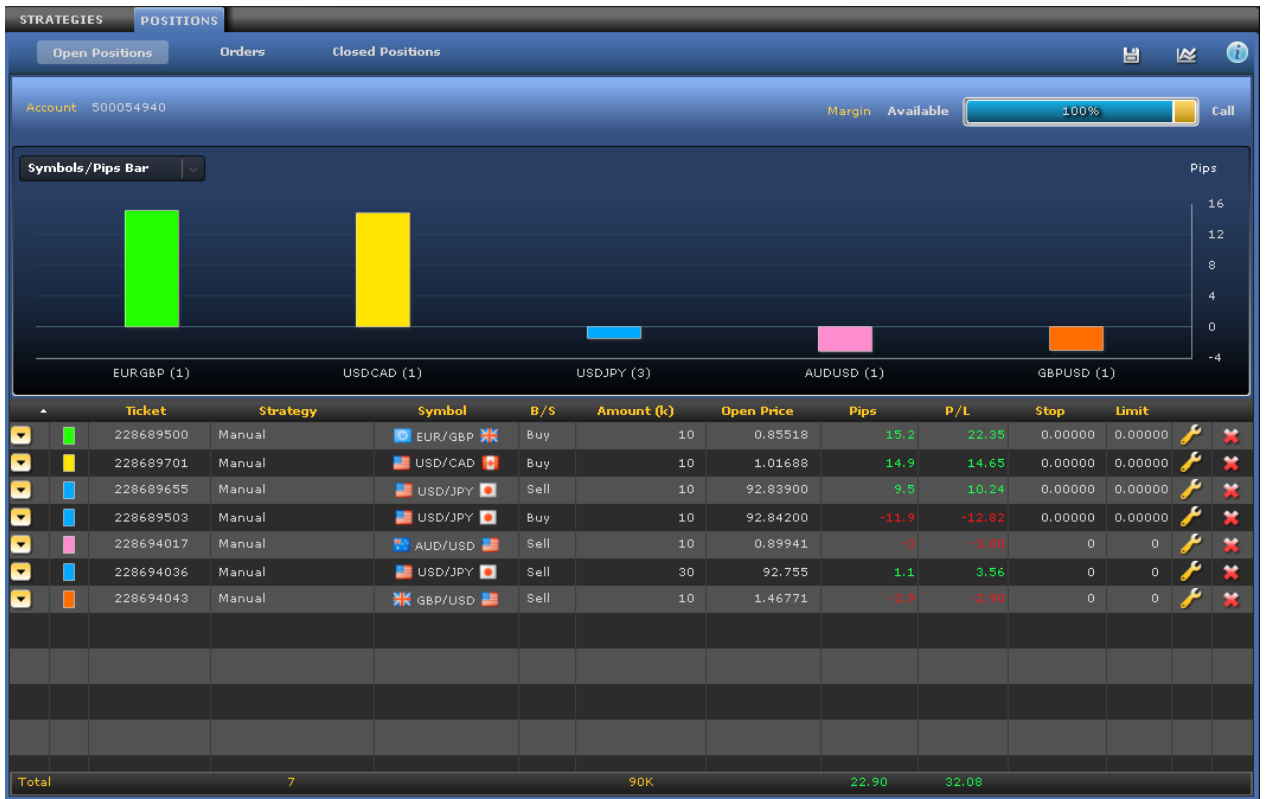 STRATEGIES POSITIONS
Open Positions Orders Closed Positions
Account 500054940 Margin Available 100% Call
Symbols/Pips Bar Pips
16
12
8
4
0
-4
EURGBP (1) USDCAD (1) USDJPY (3) AUDUSD (1) GBPUSD (1)
Ticket Strategy Symbol B/S Amount (k) Open Price Pips P/L Stop Limit
228689500 Manual EUR/GBP Buy 10 0.85518 15.2 22.35 0.00000 0.00000
228689701 Manual USD/CAD Buy 10 1.01688 14.9 14.65 0.00000 0.00000
228689655 Manual USD/JPY Sell 10 92.83900 9.5 10.24 0.00000 0.00000
228689503 Manual USD/JPY Buy 10 92.84200 -11.9 -12.82 0.00000 0.00000
228694017 Manual AUD/USD Sell 10 0.89941 -3 -3.00 0 0
228694036 Manual USD/JPY Sell 30 92.755 1.1 3.56 0 0
228694043 Manual GBP/USD Sell 10 1.46771 -2.9 -2.90 0 0
Total 7 90K 22.90 32.08